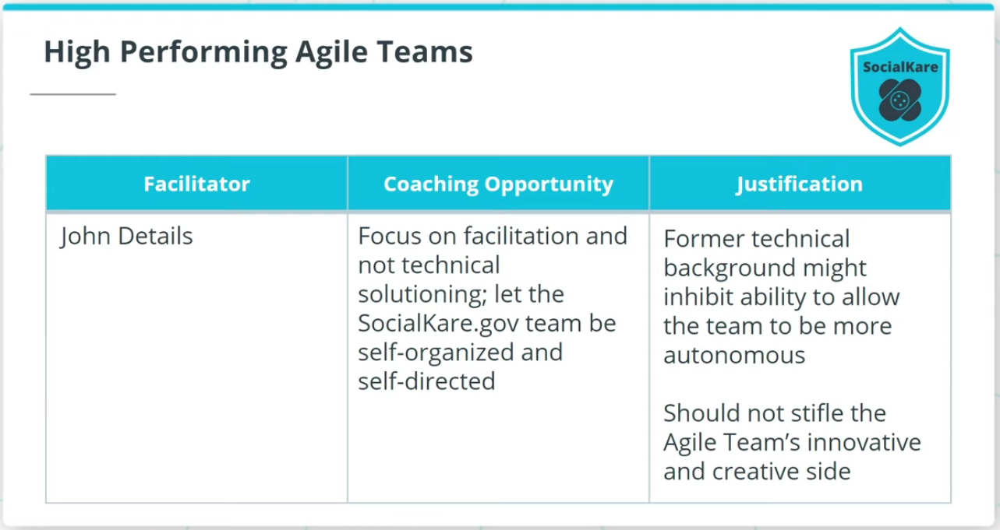 High Performing Agile Teams
SocialKare
Facilitator
Coaching Opportunity
Justification
John Details
Focus on facilitation and
not technical
solutioning; let the
SocialKare.gov team be
self-organized and
self-directed
Former technical
background might
inhibit ability to allow
the team to be more
autonomous
Should not stifle the
Agile Team’s innovative
and creative side